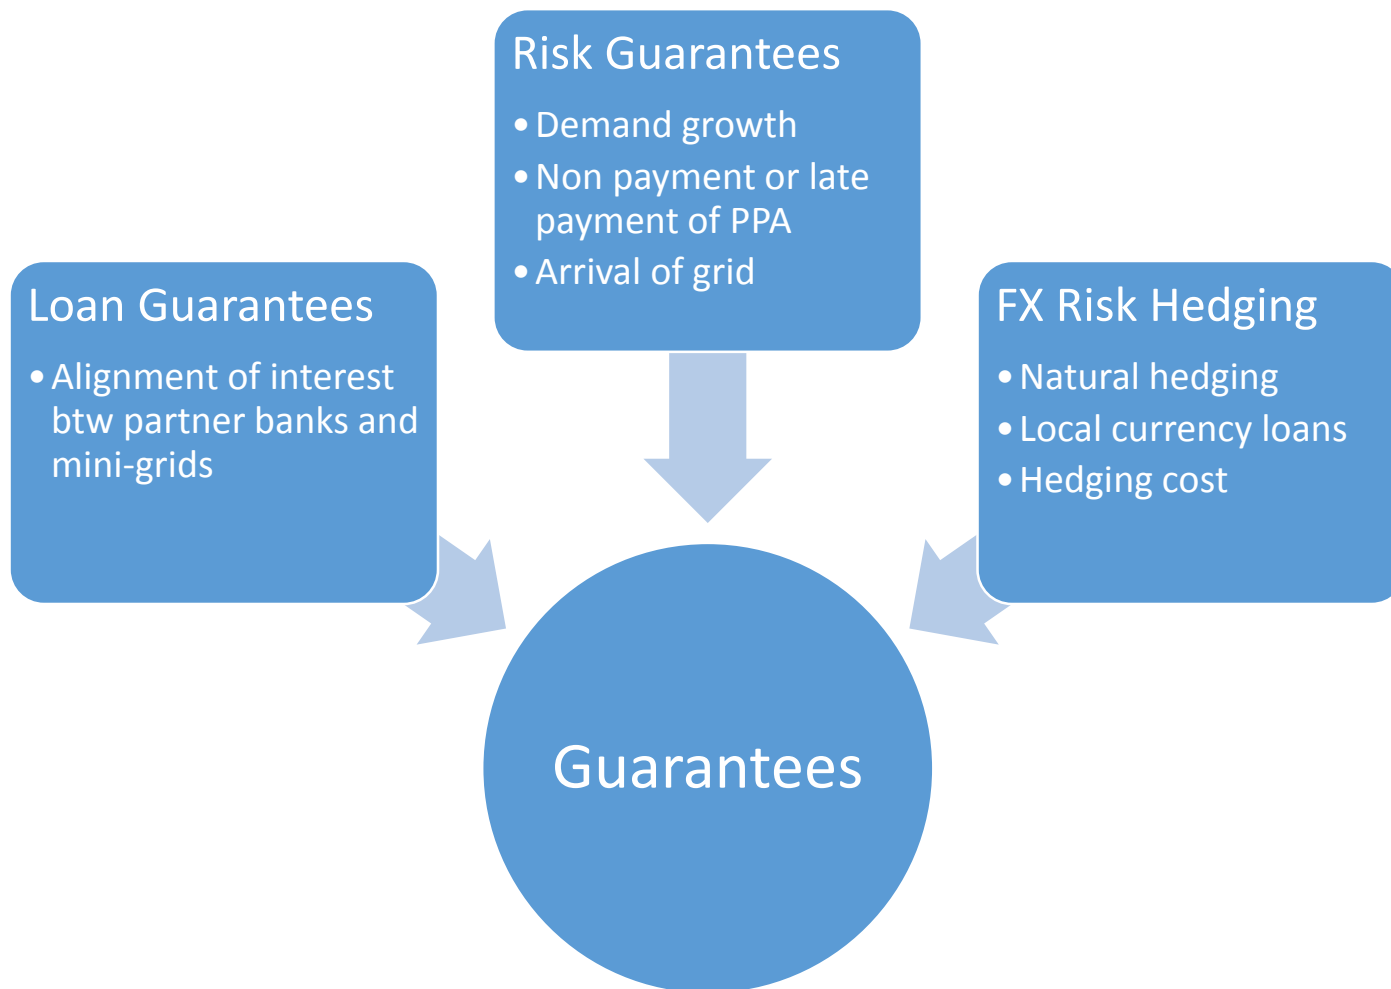 Risk Guarantees
• Demand growth
• Non payment or late
payment of PPA
• Arrival of grid
Loan Guarantees
• Alignment of interest
btw partner banks and
mini-grids
FX Risk Hedging
• Natural hedging
• Local currency loans
• Hedging cost
Guarantees